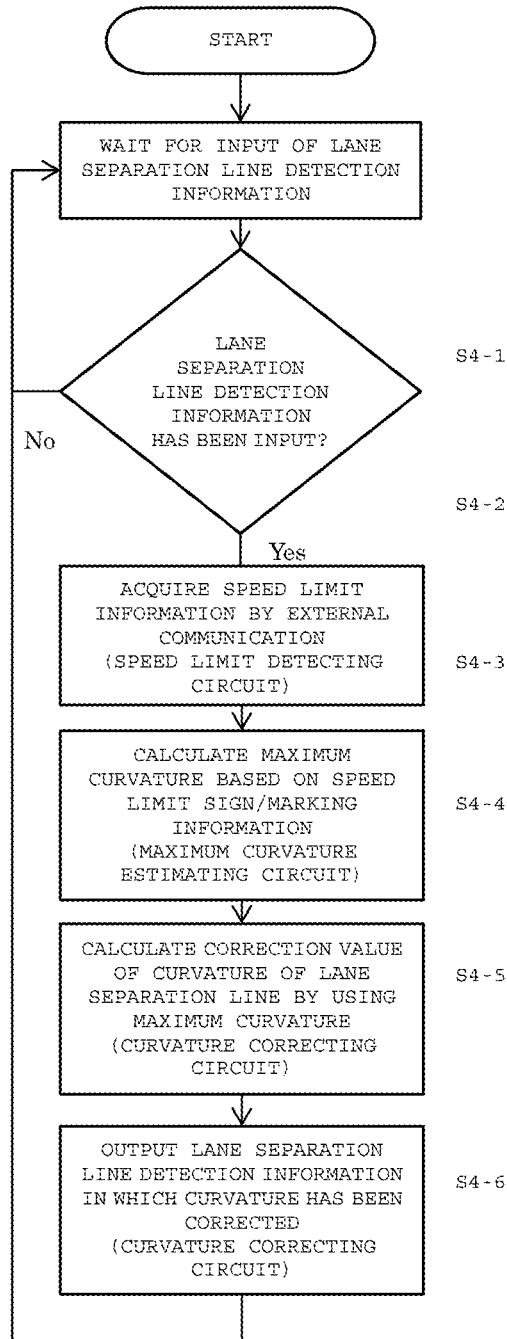 START
WAIT FOR INPUT OF LANE
SEPARATION LINE DETECTION
INFORMATION
LANE
SEPARATION
LINE DETECTION
INFORMATION
HAS BEEN INPUT?
S4-1
No
S4-2
Yes
ACQUIRE SPEED LIMIT
INFORMATION BY EXTERNAL
COMMUNICATION
(SPEED LIMIT DETECTING
CIRCUIT)
S4-3
CALCULATE MAXIMUM
CURVATURE BASED ON SPEED
LIMIT SIGN/MARKING
INFORMATION
(MAXIMUM CURVATURE
ESTIMATING CIRCUIT)
S4-4
CALCULATE CORRECTION VALUE
OF CURVATURE OF LANE
SEPARATION LINE BY USING
MAXIMUM CURVATURE
(CURVATURE CORRECTING
CIRCUIT)
S4-5
OUTPUT LANE SEPARATION
LINE DETECTION INFORMATION
IN WHICH CURVATURE HAS BEEN
CORRECTED
(CURVATURE CORRECTING
CIRCUIT)
S4-6